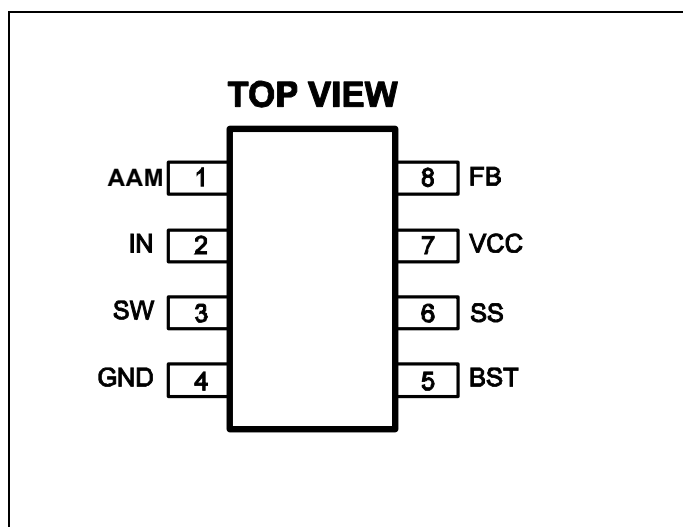 TOP VIEW
AAM 1 8 FB
IN 2 7 VCC
SW 3 6 SS
GND 4 5 BST